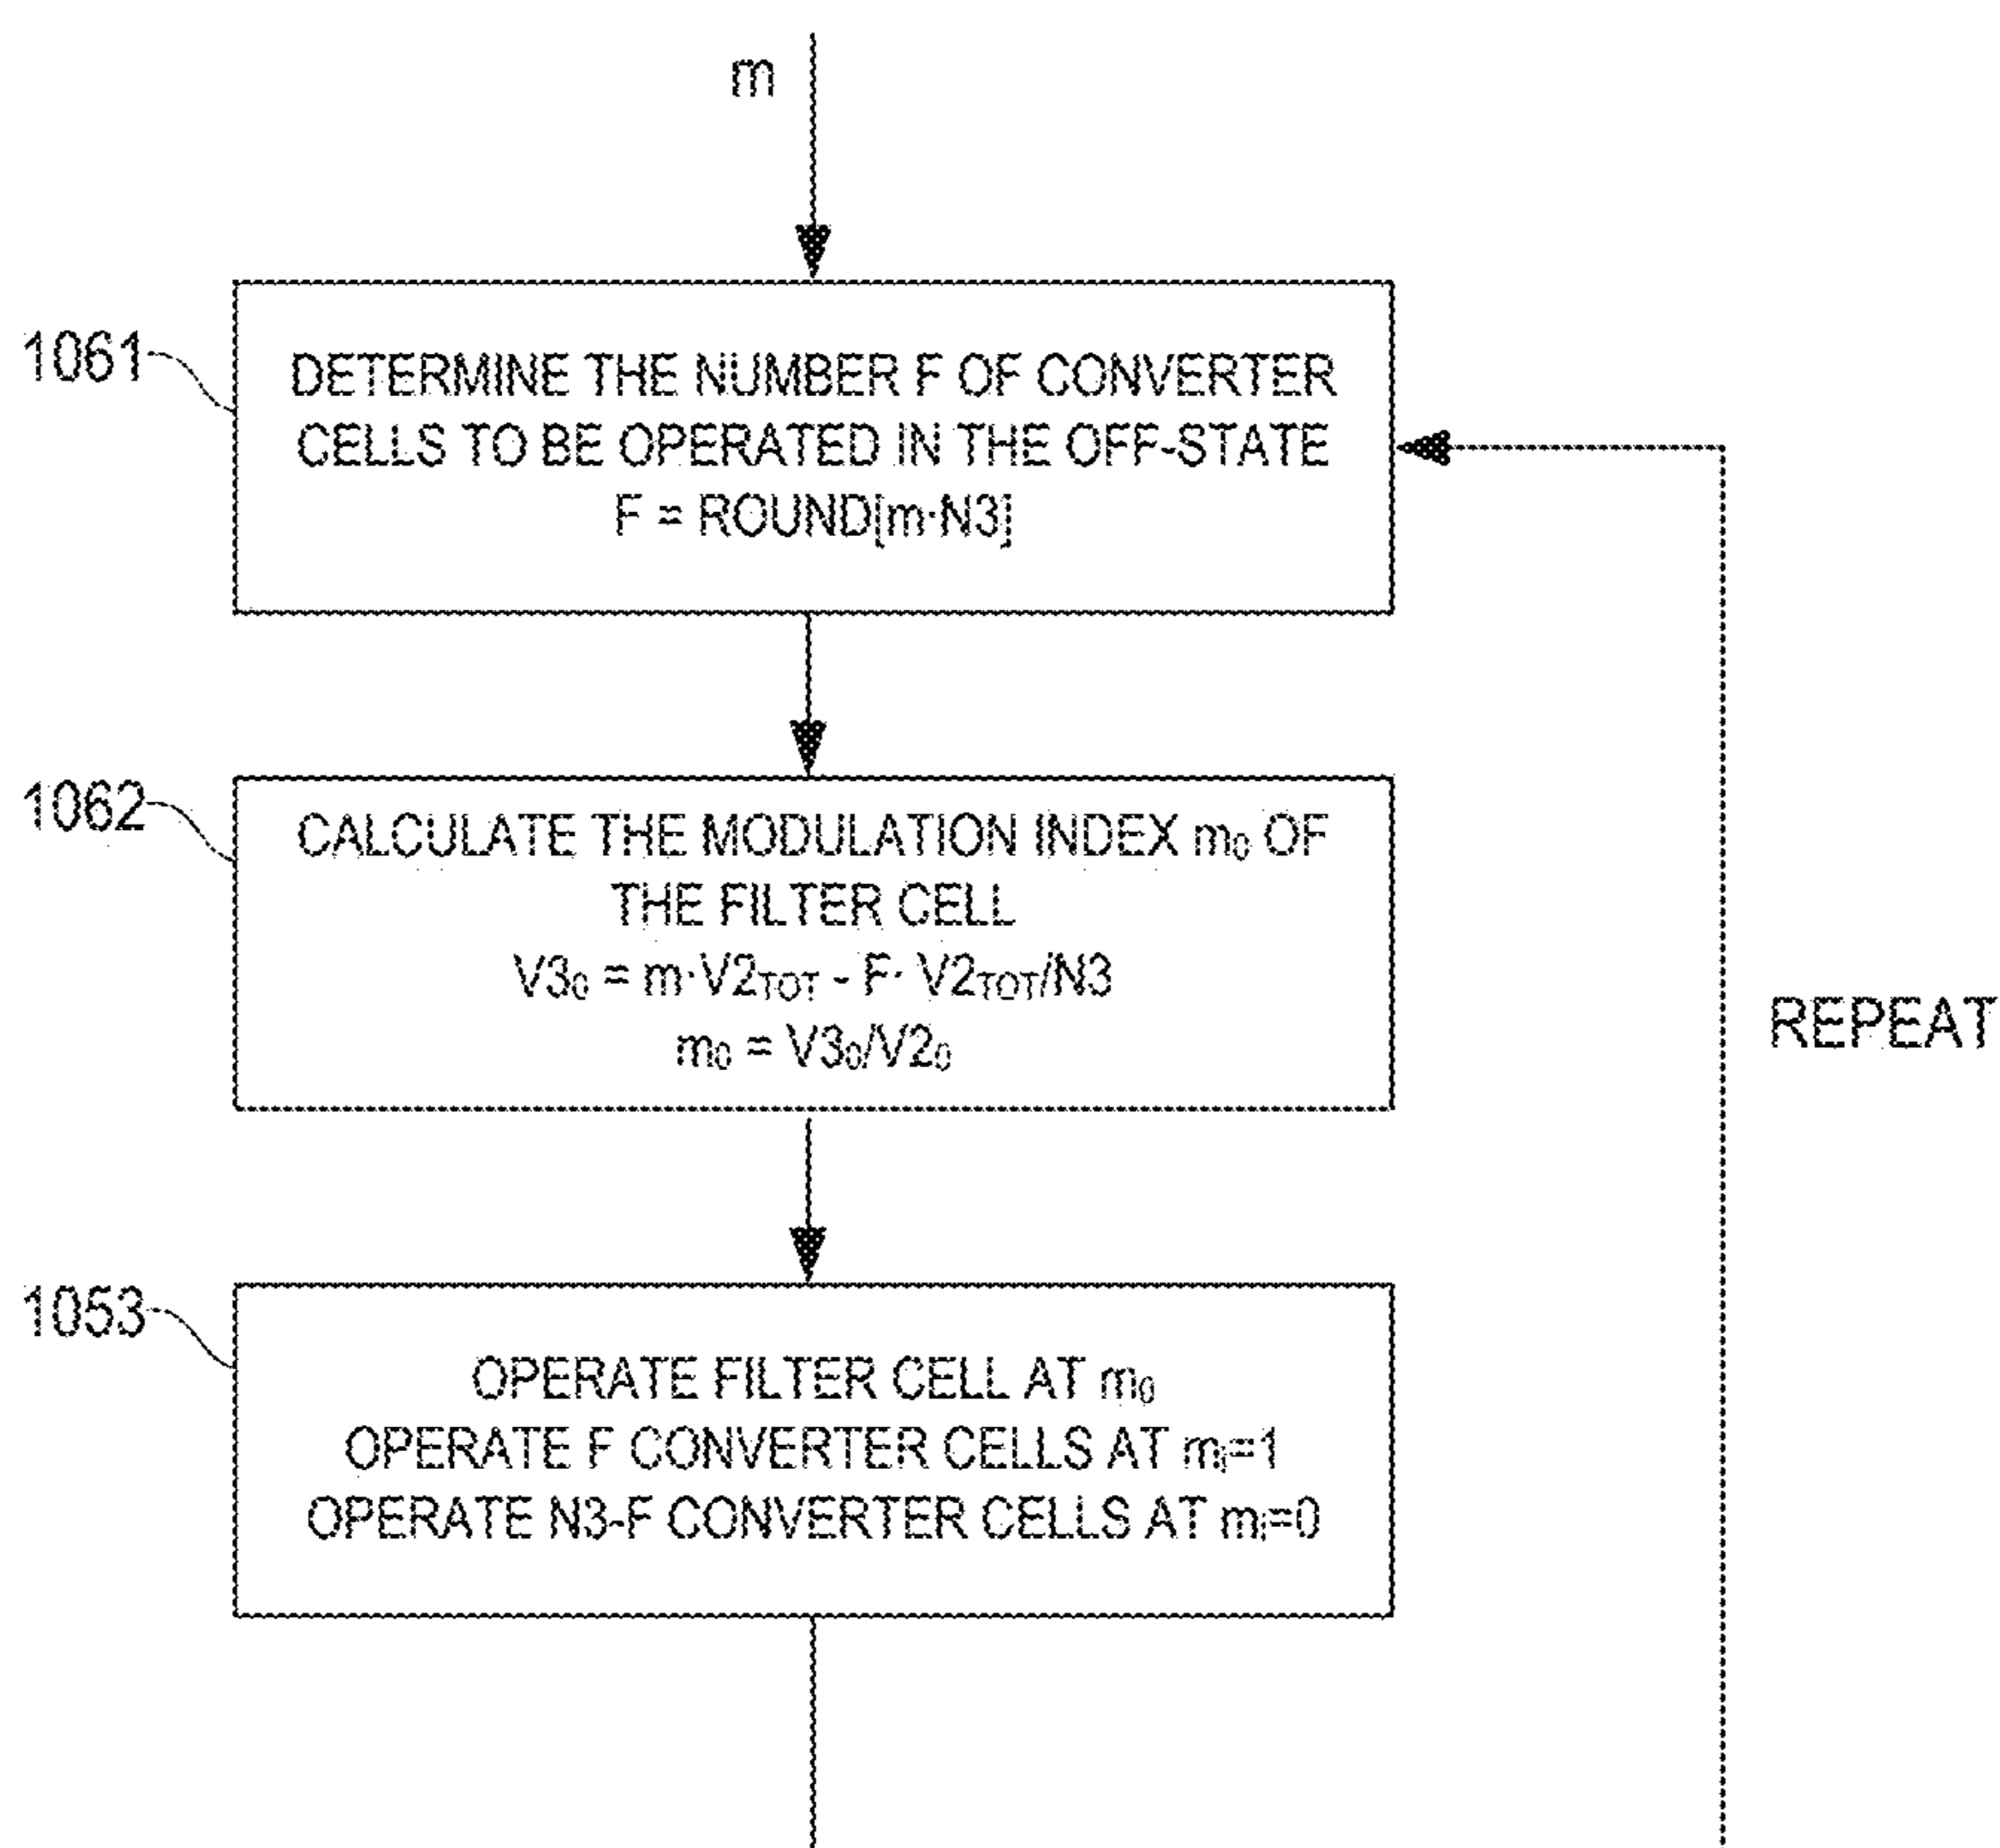 m
1061
DETERMINE THE NUMBER F OF CONVERTER
CELLS TO BE OPERATED IN THE OFF-STATE
F = ROUND[m·N3]
1062
CALCULATE THE MODULATION INDEX m₀ OF
THE FILTER CELL
V3₀ = m·V2TOT - F· V2TOT/N3
m₀ = V3₀/V2₀
REPEAT
1053
OPERATE FILTER CELL AT m₀
OPERATE F CONVERTER CELLS AT mᵢ=1
OPERATE N3-F CONVERTER CELLS AT mᵢ=0